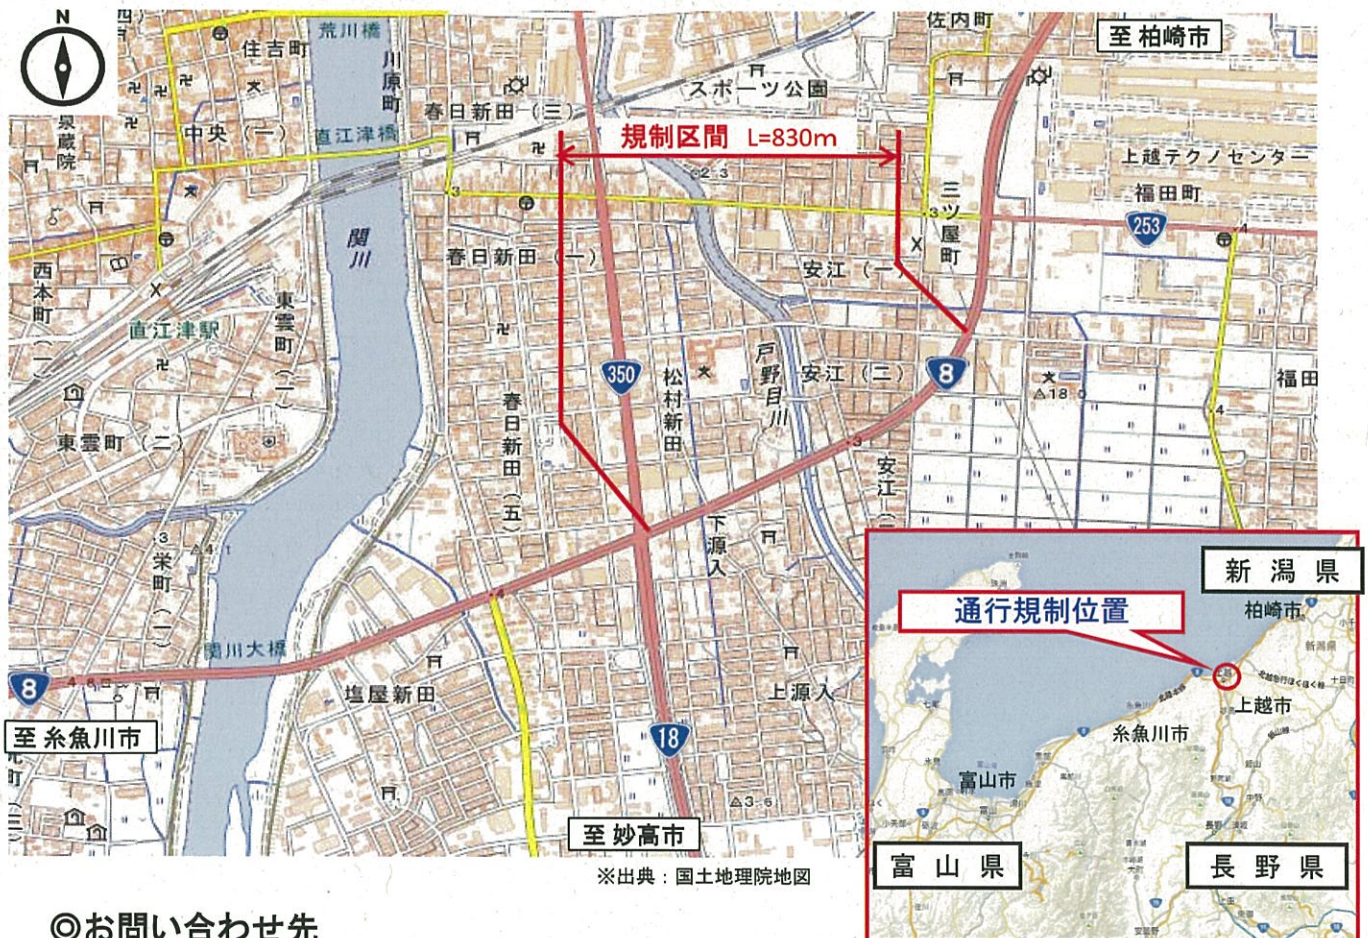 N
荒川橋
佐内町
至 柏崎市
住吉町
川原町
スポーツ公園
春日新田（三）
泉蔵院
中央（一）
直江津橋
規制区間 L=830m
上越テクノセンター
福田町
三ツ屋町
253
関川
春日新田（一）
安江（一）
西本町（一）
東雲町（一）
直江津駅
350
松村新田
戸野目川
安江（二）
8
福田
東雲町（二）
春日新田（五）
安江
下源入
栄町（一）
関川大橋
8
塩屋新田
上源入
至 糸魚川市
18
至 妙高市
新潟県
通行規制位置
柏崎市
上越市
糸魚川市
富山市
富山県
長野県
※出典：国土地理院地図
◎お問い合わせ先